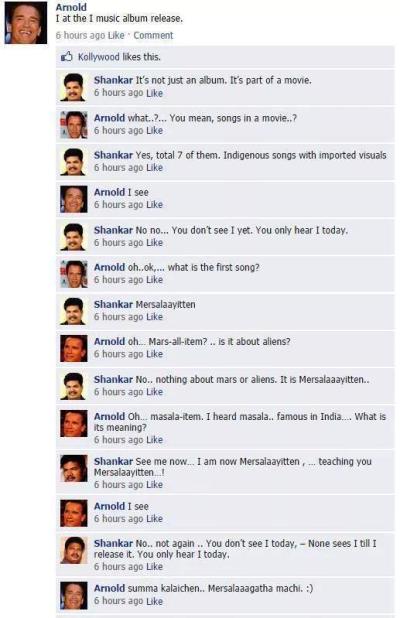 Arnold
I at the I music album release.
6 hours ago Like · Comment
Kollywood likes this.
Shankar It's not just an album. It's part of a movie.
6 hours ago Like
Arnold what..?... You mean, songs in a movie..?
6 hours ago Like
Shankar Yes, total 7 of them. Indigenous songs with imported visuals
6 hours ago Like
Arnold I see
6 hours ago Like
Shankar No no... You don't see I yet. You only hear I today.
6 hours ago Like
Arnold oh..ok,... what is the first song?
6 hours ago Like
Shankar Mersalaayitten
6 hours ago Like
Arnold oh... Mars-all-item? .. is it about aliens?
6 hours ago Like
Shankar No.. nothing about mars or aliens. It is Mersalaaayitten..
6 hours ago Like
Arnold Oh... masala-item. I heard masala.. famous in India.... What is
its meaning?
6 hours ago Like
Shankar See me now... I am now Mersalaayitten , ... teaching you
Mersalaayitten...!
6 hours ago Like
Arnold I see
6 hours ago Like
Shankar No.. not again .. You don't see I today, – None sees I till I
release it. You only hear I today.
6 hours ago Like
Arnold summa kalaichen.. Mersalaaagatha machi. :)
6 hours ago Like